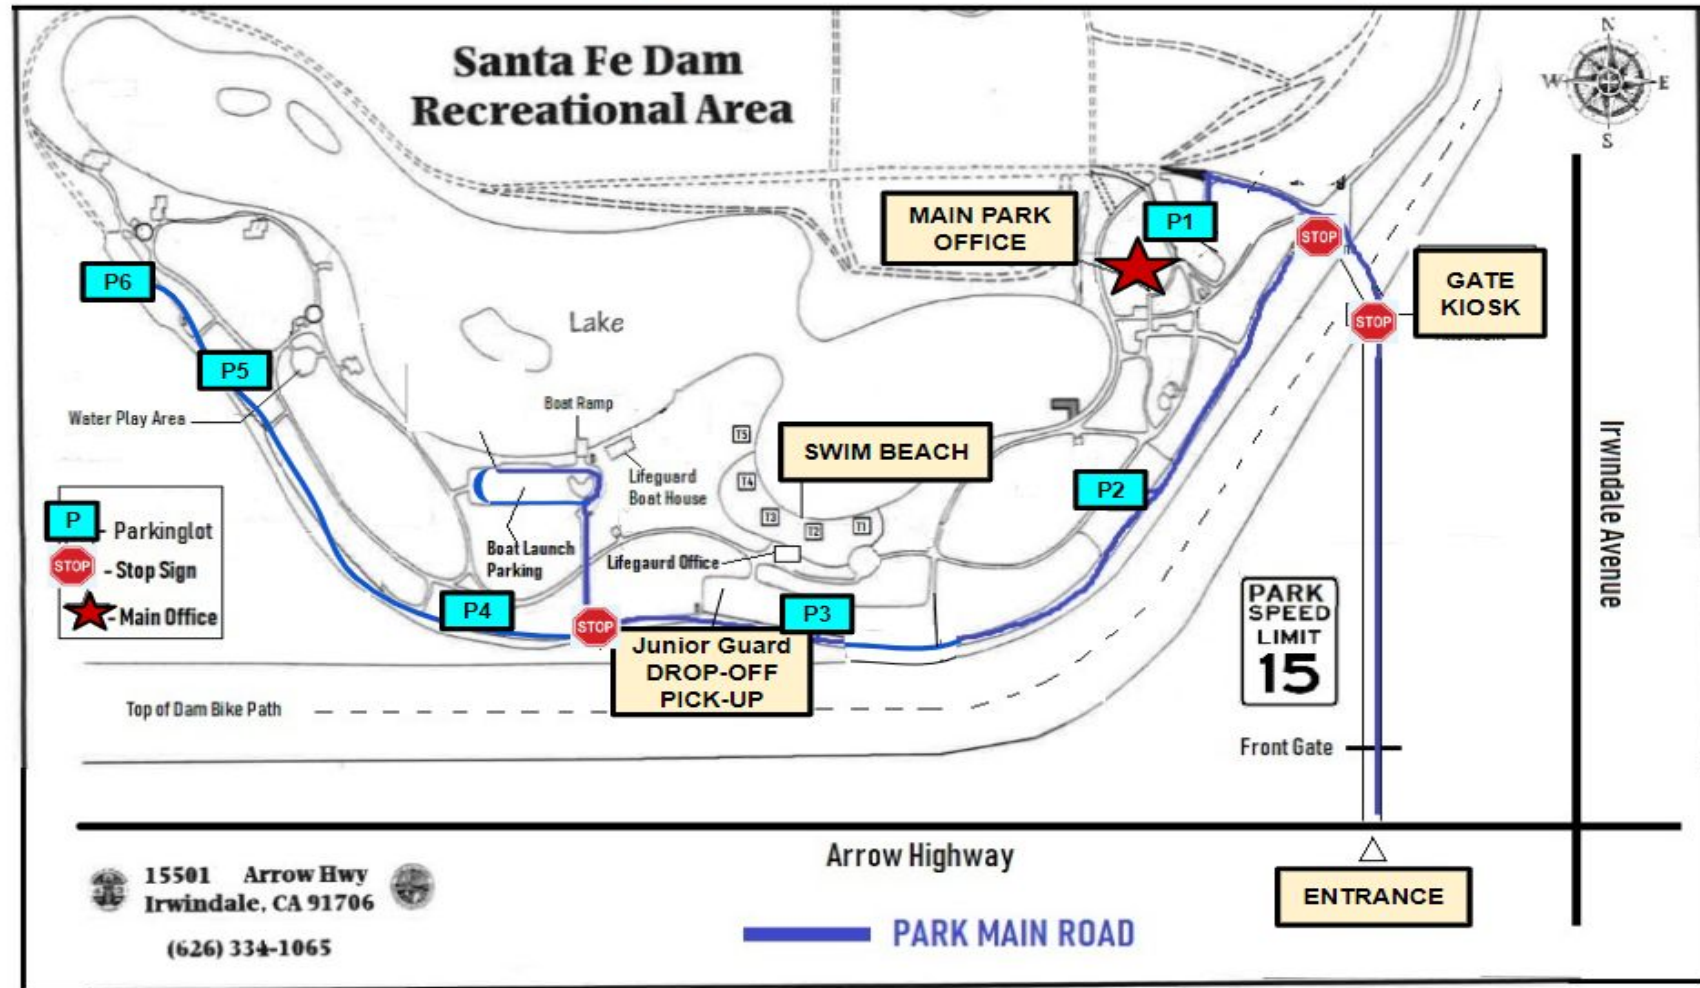 Santa Fe Dam
Recreational Area
N
W
E
S
MAIN PARK
OFFICE
P1
STOP
GATE
KIOSK
STOP
P6
P5
Lake
Water Play Area
Boat Ramp
T5
SWIM BEACH
Lifeguard
Boat House
T4
T3
T2
T1
P2
Irwindale Avenue
P
- Parkinglot
STOP
- Stop Sign
- Main Office
Boat Launch
Parking
Lifegaurd Office
P4
STOP
P3
Junior Guard
DROP-OFF
PICK-UP
PARK
SPEED
LIMIT
15
Top of Dam Bike Path
Front Gate
Arrow Highway
15501 Arrow Hwy
Irwindale, CA 91706
(626) 334-1065
ENTRANCE
PARK MAIN ROAD